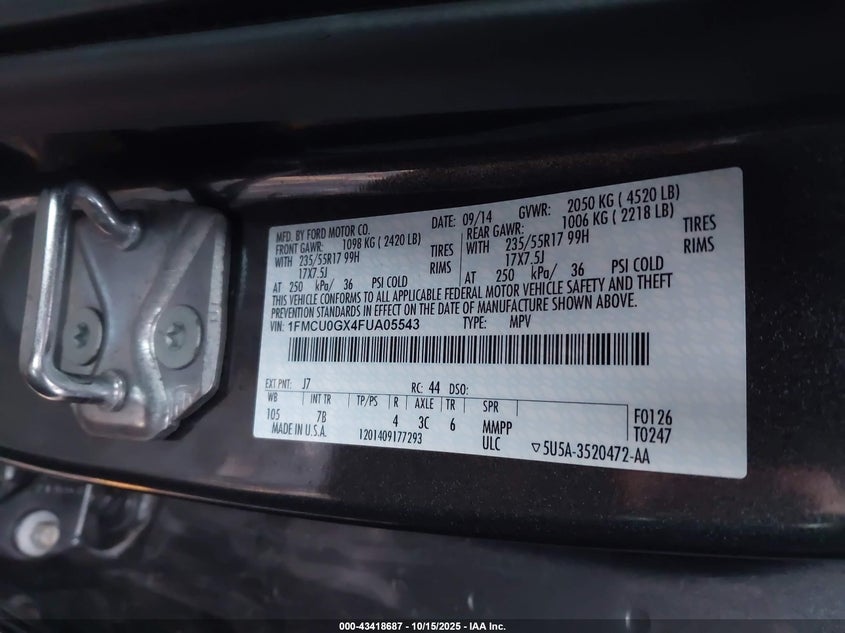 MFD. BY FORD MOTOR CO. DATE: 09/14 GVWR: 2050 KG ( 4520 LB)
FRONT GAWR: 1098 KG ( 2420 LB) REAR GAWR: 1006 KG ( 2218 LB)
WITH 235/55R17 99H TIRES WITH 235/55R17 99H TIRES
17X7.5J RIMS 17X7.5J RIMS
AT 250 kPa/ 36 PSI COLD AT 250 kPa/ 36 PSI COLD
THIS VEHICLE CONFORMS TO ALL APPLICABLE FEDERAL MOTOR VEHICLE SAFETY AND THEFT
PREVENTION STANDARDS IN EFFECT ON THE DATE OF MANUFACTURE SHOWN ABOVE.
VIN: 1FMCU0GX4FUA05543 TYPE: MPV
EXT PNT: J7 RC: 44 DSO:
WB INT TR TP/PS R AXLE TR SPR F0126
105 7B 4 3C 6 MMPP T0247
MADE IN U.S.A. 1201409177293 ULC ▽5U5A-3520472-AA
000-43418687 - 10/15/2025 - IAA Inc.